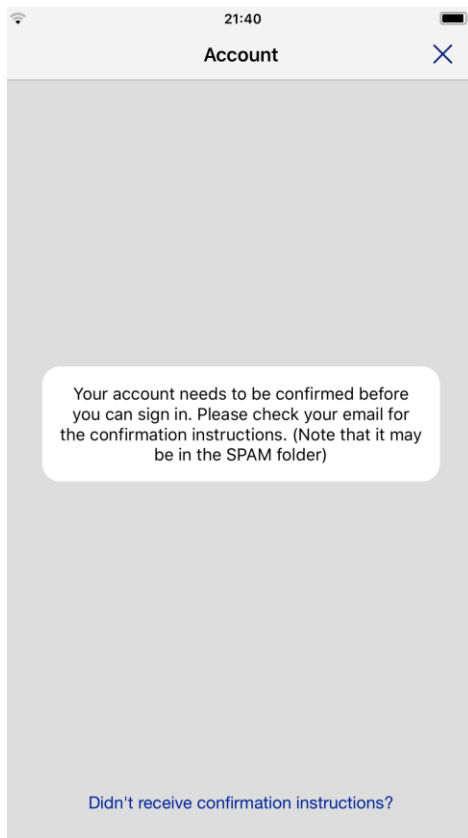 21:40
Account
Your account needs to be confirmed before
you can sign in. Please check your email for
the confirmation instructions. (Note that it may
be in the SPAM folder)
Didn't receive confirmation instructions?